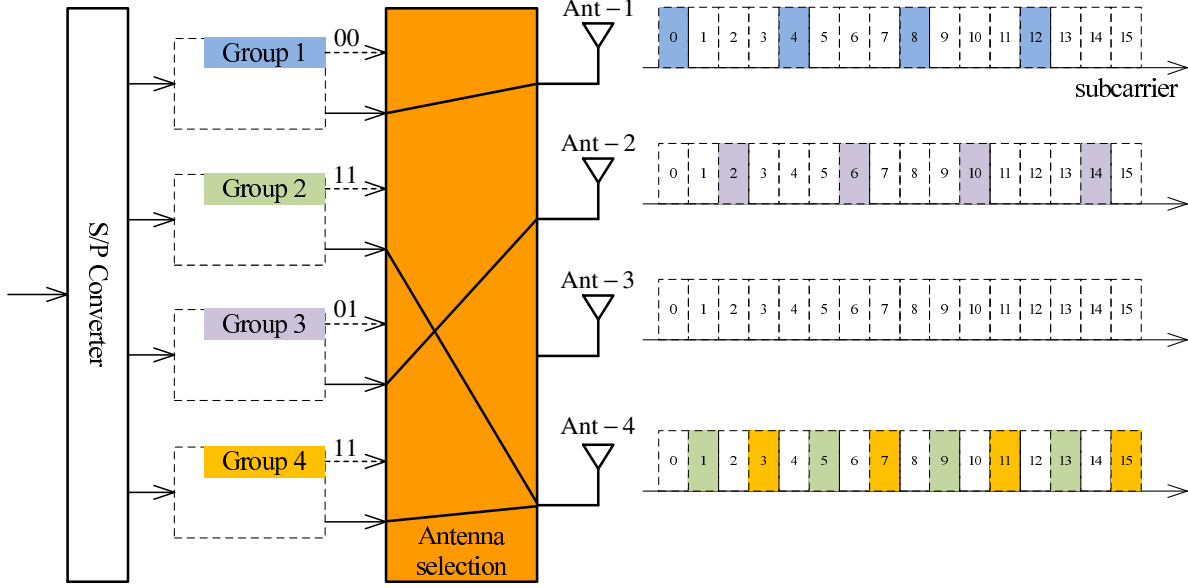 S/P Converter
Group 1
00
Group 2
11
Group 3
01
Group 4
11
Antenna
selection
Ant – 1
0 1 2 3 4 5 6 7 8 9 10 11 12 13 14 15
subcarrier
Ant – 2
0 1 2 3 4 5 6 7 8 9 10 11 12 13 14 15
Ant – 3
0 1 2 3 4 5 6 7 8 9 10 11 12 13 14 15
Ant – 4
0 1 2 3 4 5 6 7 8 9 10 11 12 13 14 15